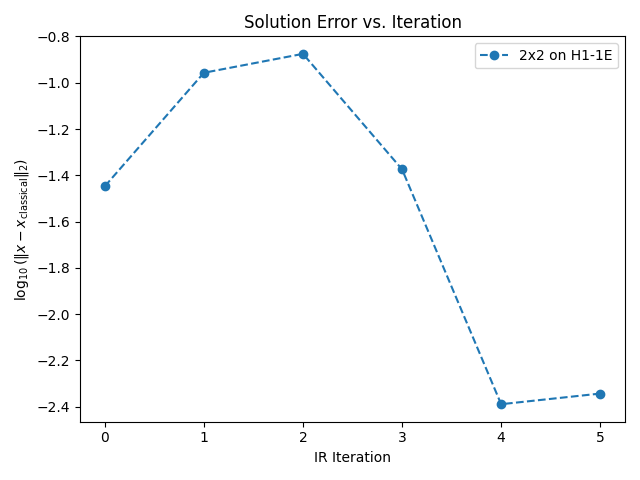 Solution Error vs. Iteration
2x2 on H1-1E
−0.8
−1.0
−1.2
−1.4
−1.6
−1.8
−2.0
−2.2
−2.4
log₁₀(‖x − x_classical‖₂)
0 1 2 3 4 5
IR Iteration